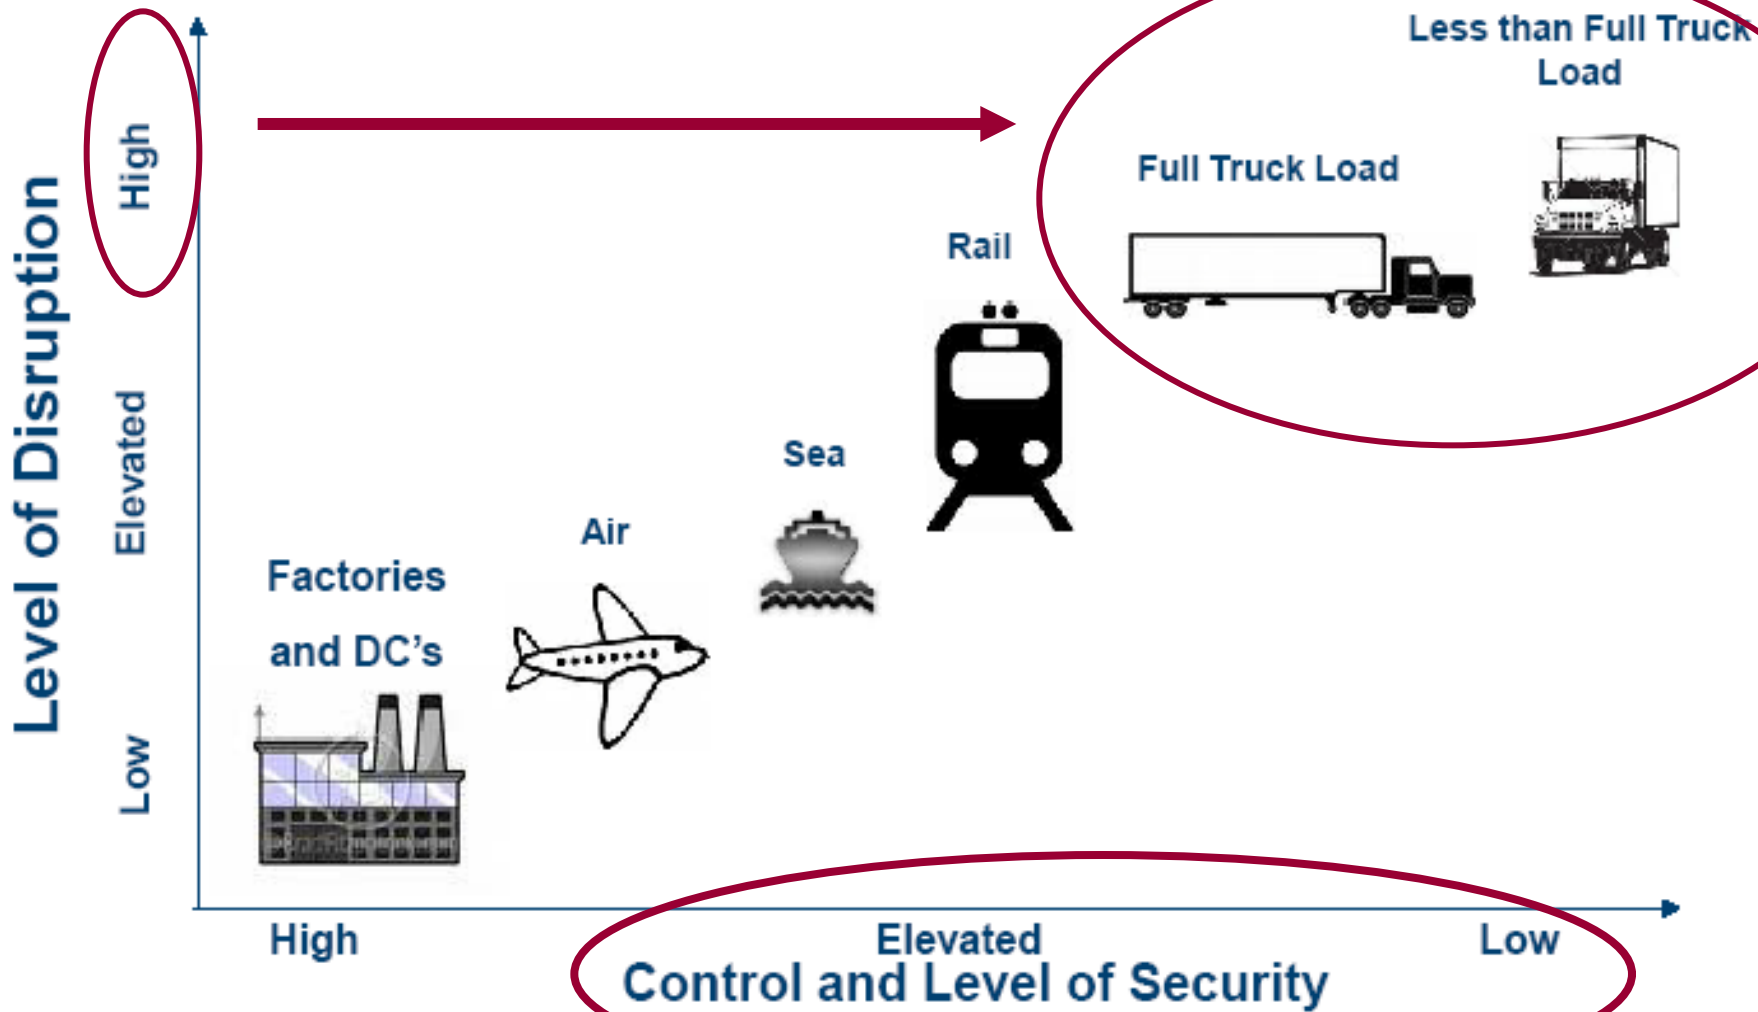 Less than Full Truck
Load
Full Truck Load
Rail
Sea
Air
Factories
and DC's
Level of Disruption
High
Elevated
Low
High
Elevated
Low
Control and Level of Security